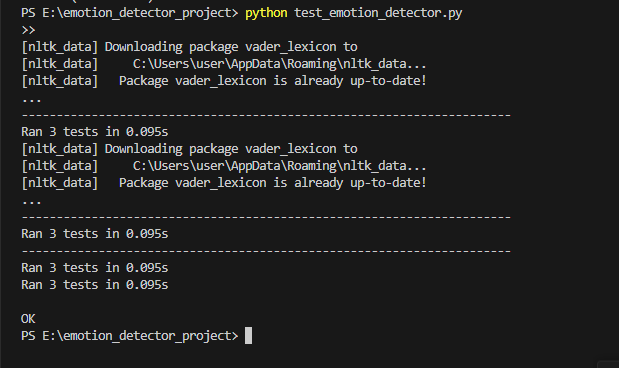 PS E:\emotion_detector_project> python test_emotion_detector.py
>>
[nltk_data] Downloading package vader_lexicon to
[nltk_data]     C:\Users\user\AppData\Roaming\nltk_data...
[nltk_data]   Package vader_lexicon is already up-to-date!
...
----------------------------------------------------------------------
Ran 3 tests in 0.095s
[nltk_data] Downloading package vader_lexicon to
[nltk_data]     C:\Users\user\AppData\Roaming\nltk_data...
[nltk_data]   Package vader_lexicon is already up-to-date!
...
----------------------------------------------------------------------
Ran 3 tests in 0.095s
----------------------------------------------------------------------
Ran 3 tests in 0.095s
Ran 3 tests in 0.095s

OK
PS E:\emotion_detector_project>